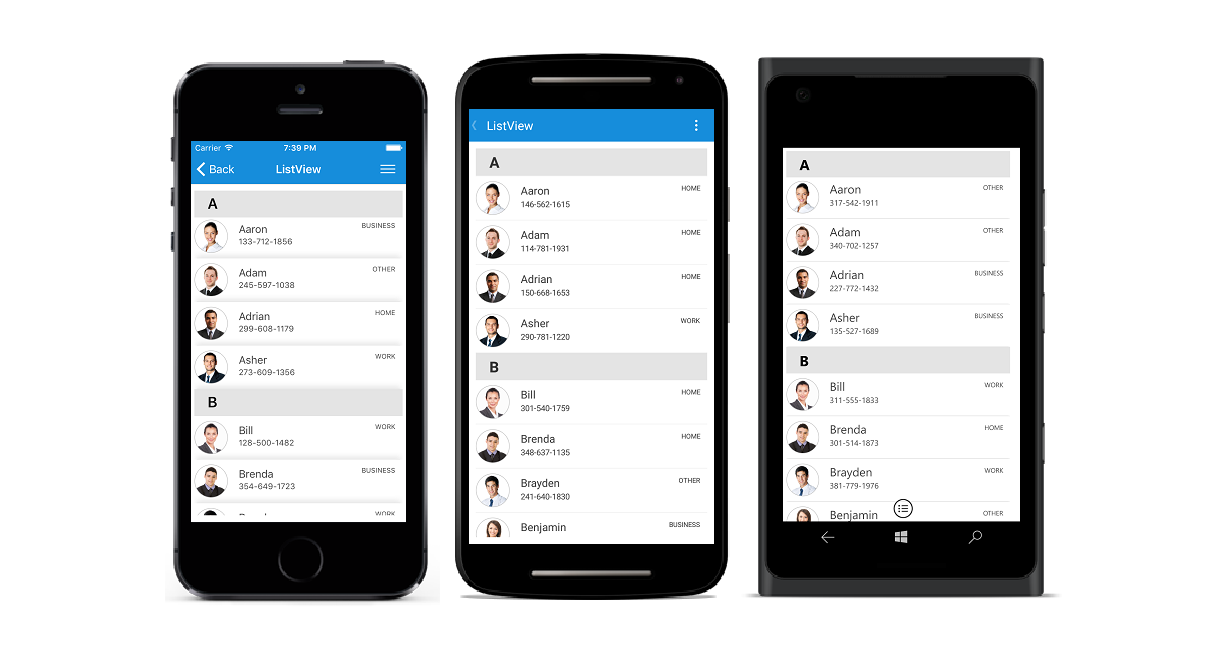 Carrier
7:39 PM
Back
ListView
A
Aaron
BUSINESS
133-712-1856
Adam
OTHER
245-597-1038
Adrian
HOME
299-608-1179
Asher
WORK
273-609-1356
B
Bill
WORK
128-500-1482
Brenda
BUSINESS
354-649-1723
WORK
ListView
A
Aaron
HOME
146-562-1615
Adam
HOME
114-781-1931
Adrian
HOME
150-668-1653
Asher
WORK
290-781-1220
B
Bill
HOME
301-540-1759
Brenda
HOME
348-637-1135
Brayden
OTHER
241-640-1830
Benjamin
BUSINESS
A
Aaron
OTHER
317-542-1911
Adam
OTHER
340-702-1257
Adrian
BUSINESS
227-772-1432
Asher
BUSINESS
135-527-1689
B
Bill
WORK
311-555-1833
Brenda
HOME
301-514-1873
Brayden
WORK
381-779-1976
Benjamin
OTHER